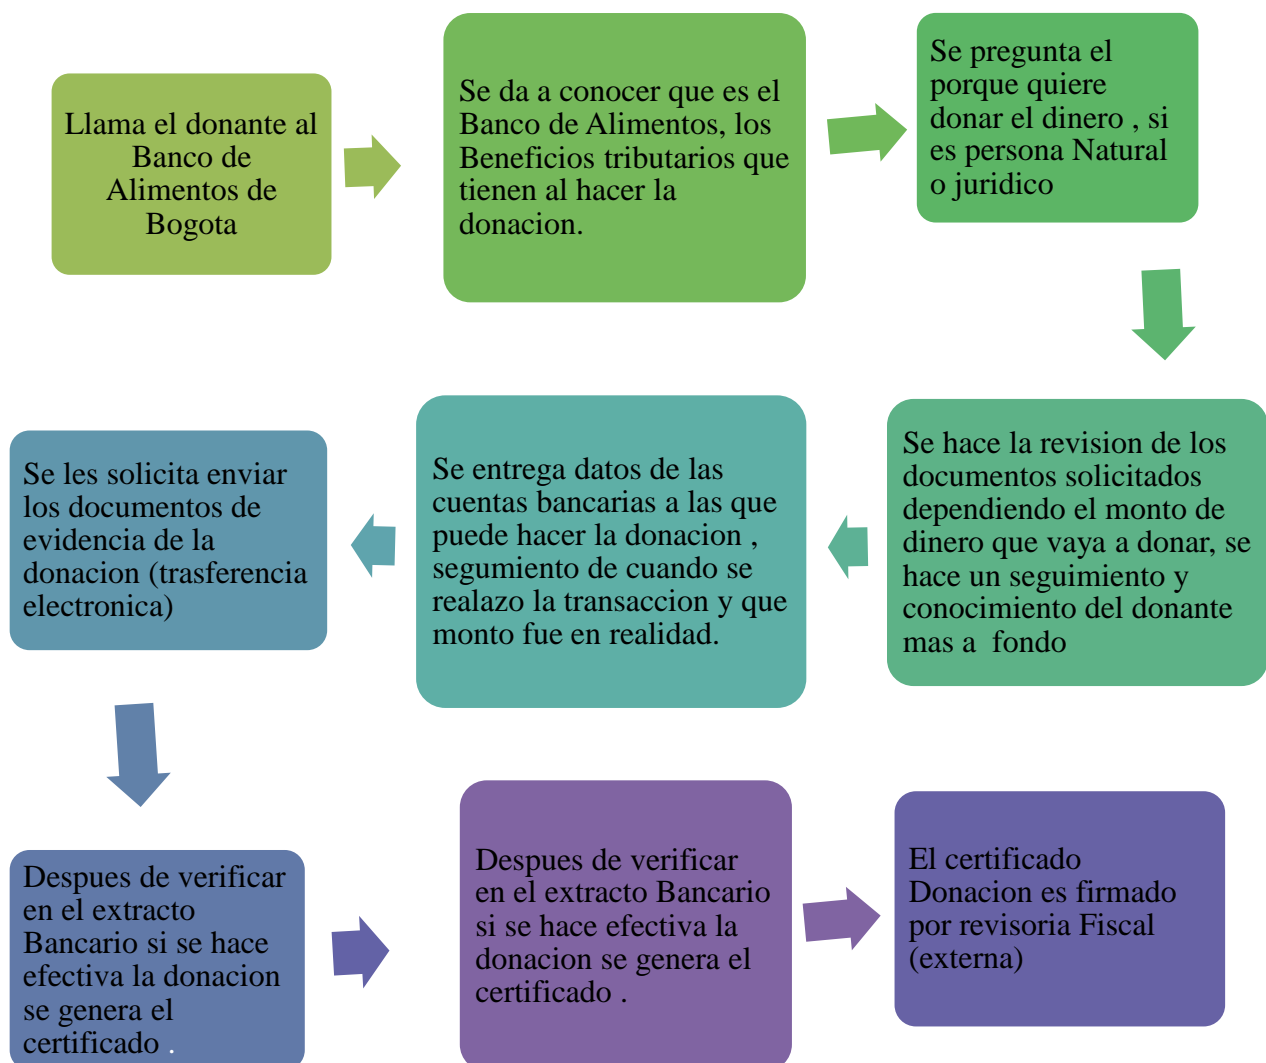 Llama el donante al
Banco de
Alimentos de
Bogota
Se da a conocer que es el
Banco de Alimentos, los
Beneficios tributarios que
tienen al hacer la
donacion.
Se pregunta el
porque quiere
donar el dinero , si
es persona Natural
o juridico
Se hace la revision de los
documentos solicitados
dependiendo el monto de
dinero que vaya a donar, se
hace un seguimiento y
conocimiento del donante
mas a  fondo
Se entrega datos de las
cuentas bancarias a las que
puede hacer la donacion ,
segumiento de cuando se
realazo la transaccion y que
monto fue en realidad.
Se les solicita enviar
los documentos de
evidencia de la
donacion (trasferencia
electronica)
Despues de verificar
en el extracto
Bancario si se hace
efectiva la donacion
se genera el
certificado .
Despues de verificar
en el extracto Bancario
si se hace efectiva la
donacion se genera el
certificado .
El certificado
Donacion es firmado
por revisoria Fiscal
(externa)